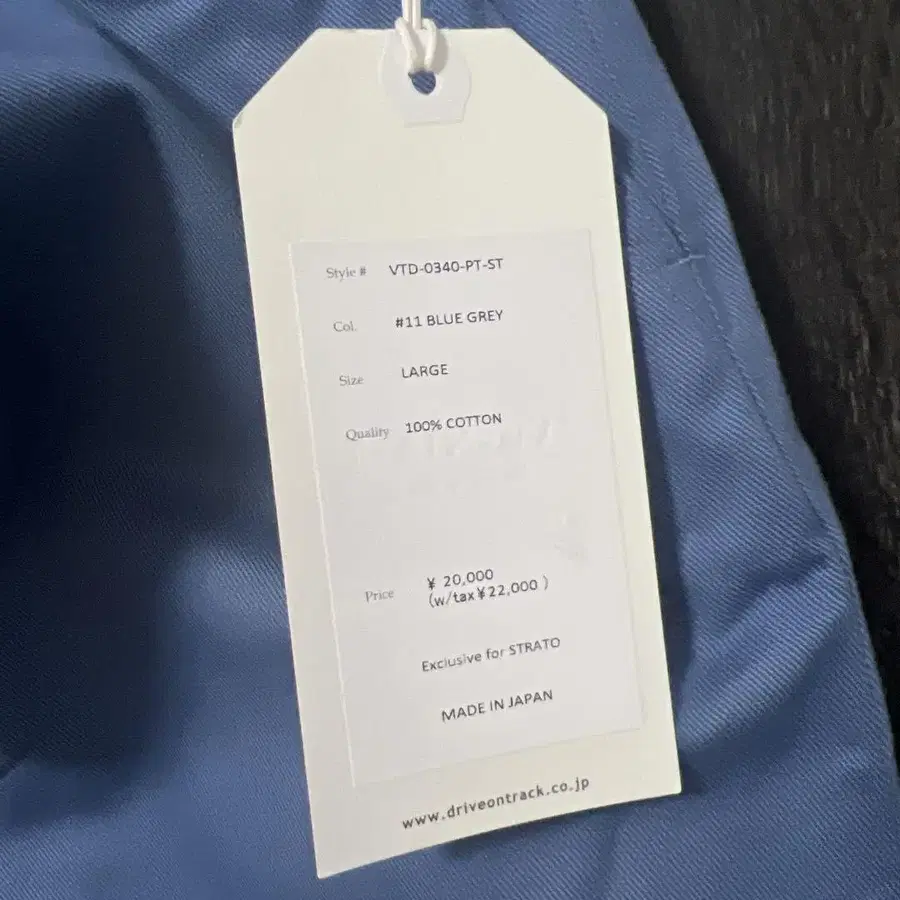 Style # VTD-0340-PT-ST
Col. #11 BLUE GREY
Size LARGE
Quality 100% COTTON
Price ¥ 20,000
(w/tax¥22,000 )
Exclusive for STRATO
MADE IN JAPAN
www.driveontrack.co.jp